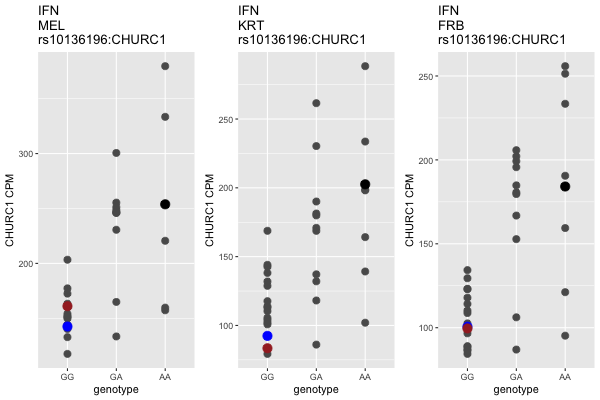 IFN
MEL
rs10136196:CHURC1
CHURC1 CPM
300
200
GG
GA
AA
genotype
IFN
KRT
rs10136196:CHURC1
CHURC1 CPM
250
200
150
100
GG
GA
AA
genotype
IFN
FRB
rs10136196:CHURC1
CHURC1 CPM
250
200
150
100
GG
GA
AA
genotype